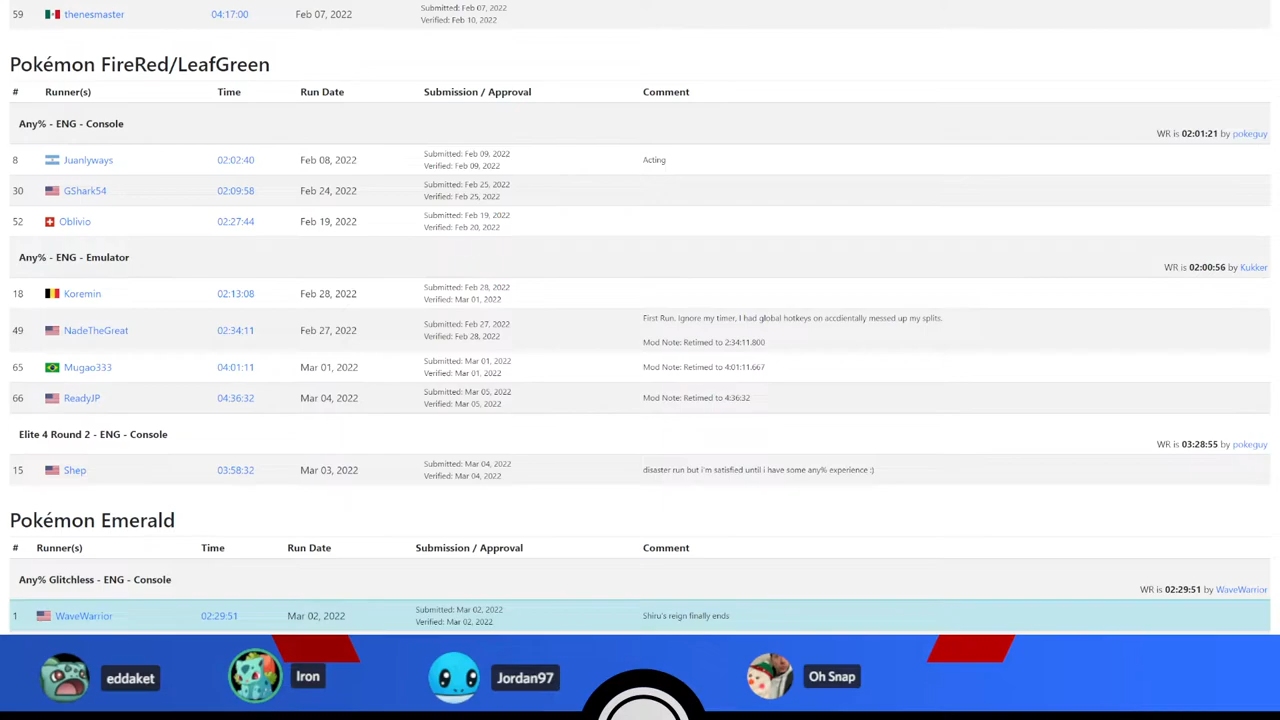 59 thenesmaster 04:17:00 Feb 07, 2022 Submitted: Feb 07, 2022
Verified: Feb 10, 2022
Pokémon FireRed/LeafGreen
# Runner(s) Time Run Date Submission / Approval Comment
Any% - ENG - Console
WR is 02:01:21 by pokeguy
8 Juanlyways 02:02:40 Feb 08, 2022 Submitted: Feb 09, 2022 Acting
Verified: Feb 09, 2022
30 GShark54 02:09:58 Feb 24, 2022 Submitted: Feb 25, 2022
Verified: Feb 25, 2022
52 Oblivio 02:27:44 Feb 19, 2022 Submitted: Feb 19, 2022
Verified: Feb 20, 2022
Any% - ENG - Emulator
WR is 02:00:56 by Kukker
18 Koremin 02:13:08 Feb 28, 2022 Submitted: Feb 28, 2022
Verified: Mar 01, 2022
First Run. Ignore my timer, I had global hotkeys on accdientally messed up my splits.
49 NadeTheGreat 02:34:11 Feb 27, 2022 Submitted: Feb 27, 2022
Verified: Feb 28, 2022
Mod Note: Retimed to 2:34:11.800
65 Mugao333 04:01:11 Mar 01, 2022 Submitted: Mar 01, 2022 Mod Note: Retimed to 4:01:11.667
Verified: Mar 01, 2022
66 ReadyJP 04:36:32 Mar 04, 2022 Submitted: Mar 05, 2022 Mod Note: Retimed to 4:36:32
Verified: Mar 05, 2022
Elite 4 Round 2 - ENG - Console
WR is 03:28:55 by pokeguy
15 Shep 03:58:32 Mar 03, 2022 Submitted: Mar 04, 2022 disaster run but i'm satisfied until i have some any% experience :)
Verified: Mar 04, 2022
Pokémon Emerald
# Runner(s) Time Run Date Submission / Approval Comment
Any% Glitchless - ENG - Console
WR is 02:29:51 by WaveWarrior
1 WaveWarrior 02:29:51 Mar 02, 2022 Submitted: Mar 02, 2022 Shiru's reign finally ends
Verified: Mar 02, 2022
eddaket Iron Jordan97 Oh Snap